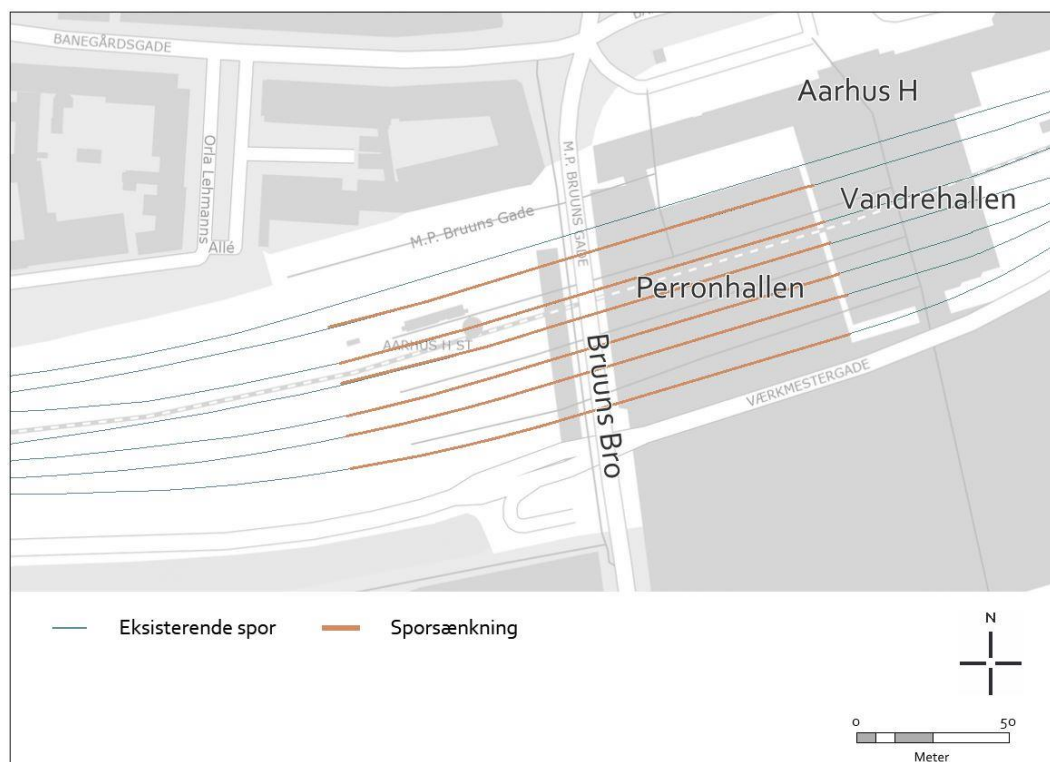 BANEGÅRDSGADE
Aarhus H
Orla Lehmanns
Allé
M.P. BRUUNS GADE
M.P. Bruuns Gade
Vandrehallen
Perronhallen
AARHUS H ST.
Bruuns Bro
VÆRKMESTERGADE
Eksisterende spor
Sporsænkning
N
0 50
Meter